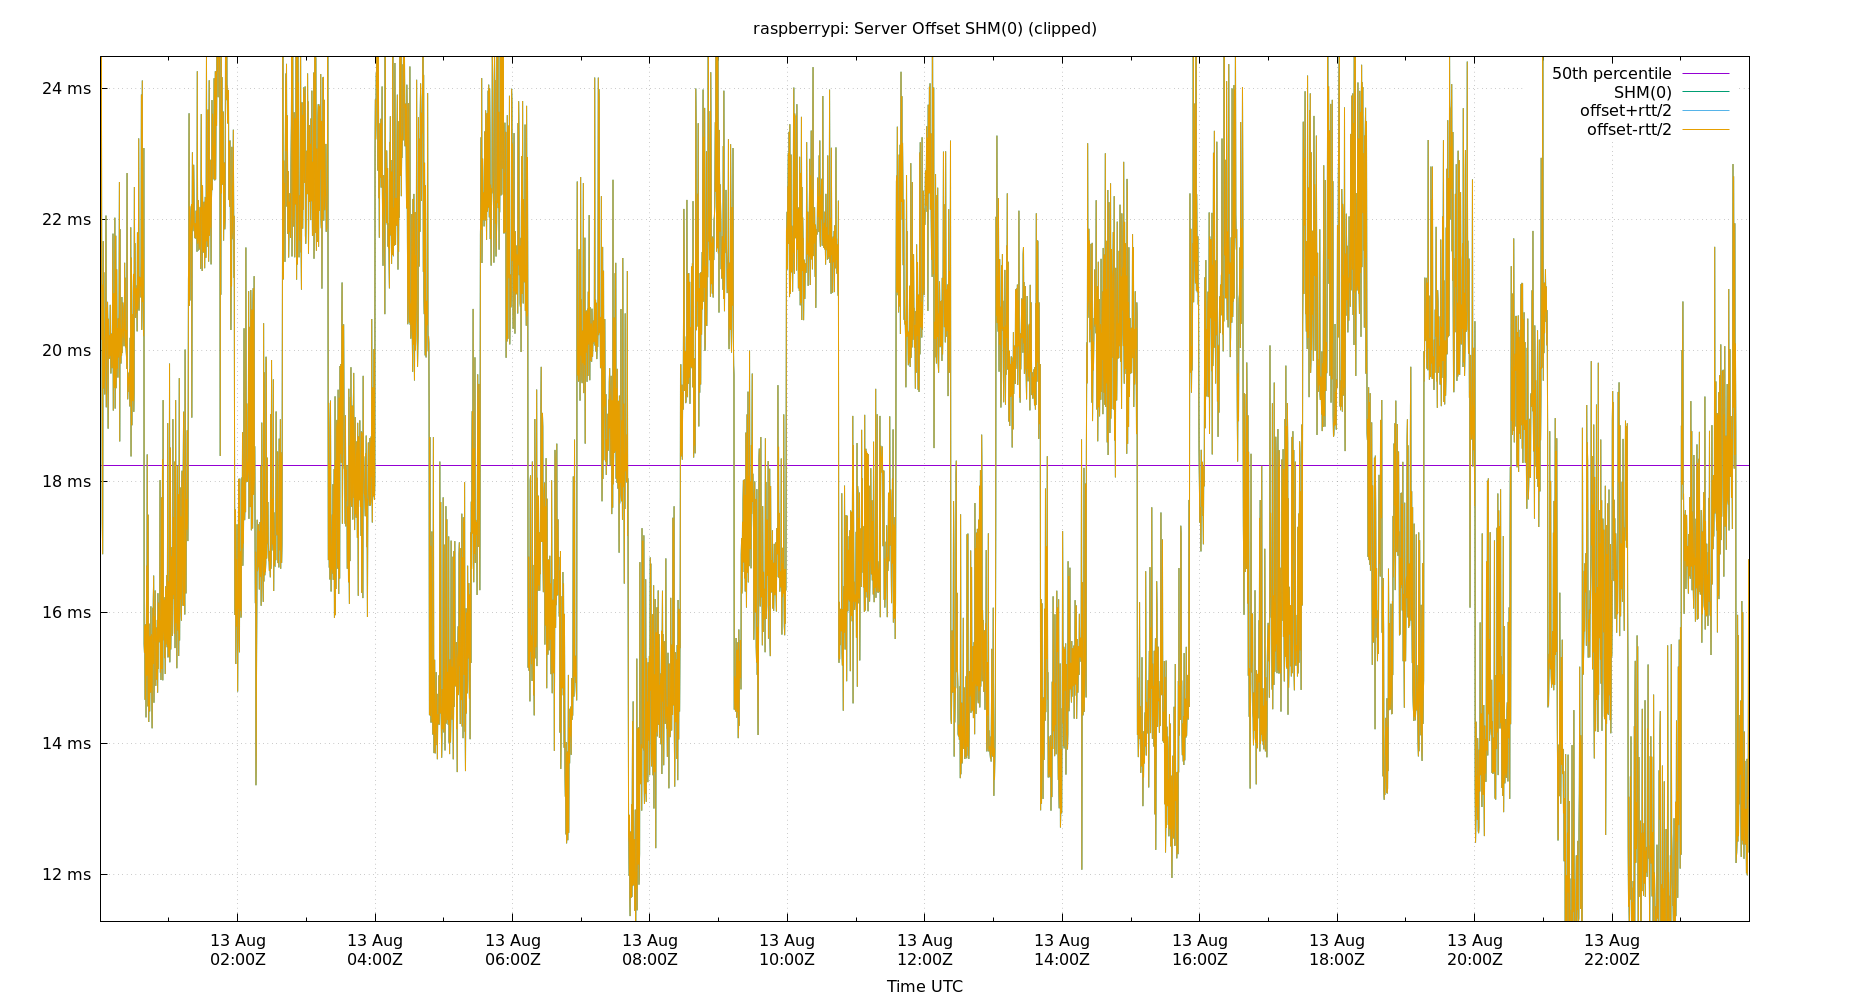 raspberrypi: Server Offset SHM(0) (clipped)
50th percentile
SHM(0)
offset+rtt/2
offset-rtt/2
24 ms
22 ms
20 ms
18 ms
16 ms
14 ms
12 ms
13 Aug 13 Aug 13 Aug 13 Aug 13 Aug 13 Aug 13 Aug 13 Aug 13 Aug 13 Aug 13 Aug
02:00Z 04:00Z 06:00Z 08:00Z 10:00Z 12:00Z 14:00Z 16:00Z 18:00Z 20:00Z 22:00Z
Time UTC